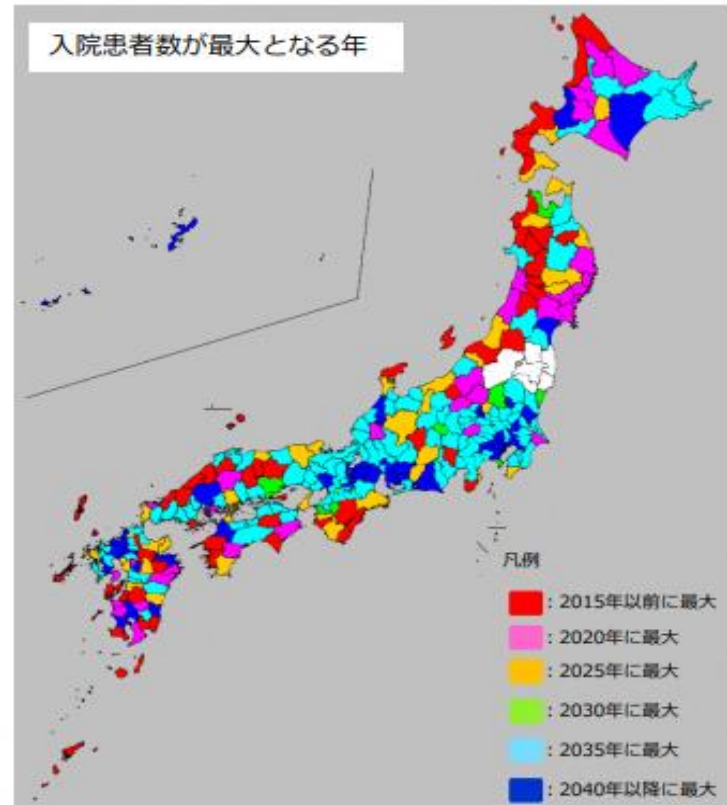 入院患者数が最大となる年
凡例
：2015年以前に最大
：2020年に最大
：2025年に最大
：2030年に最大
：2035年に最大
：2040年以降に最大